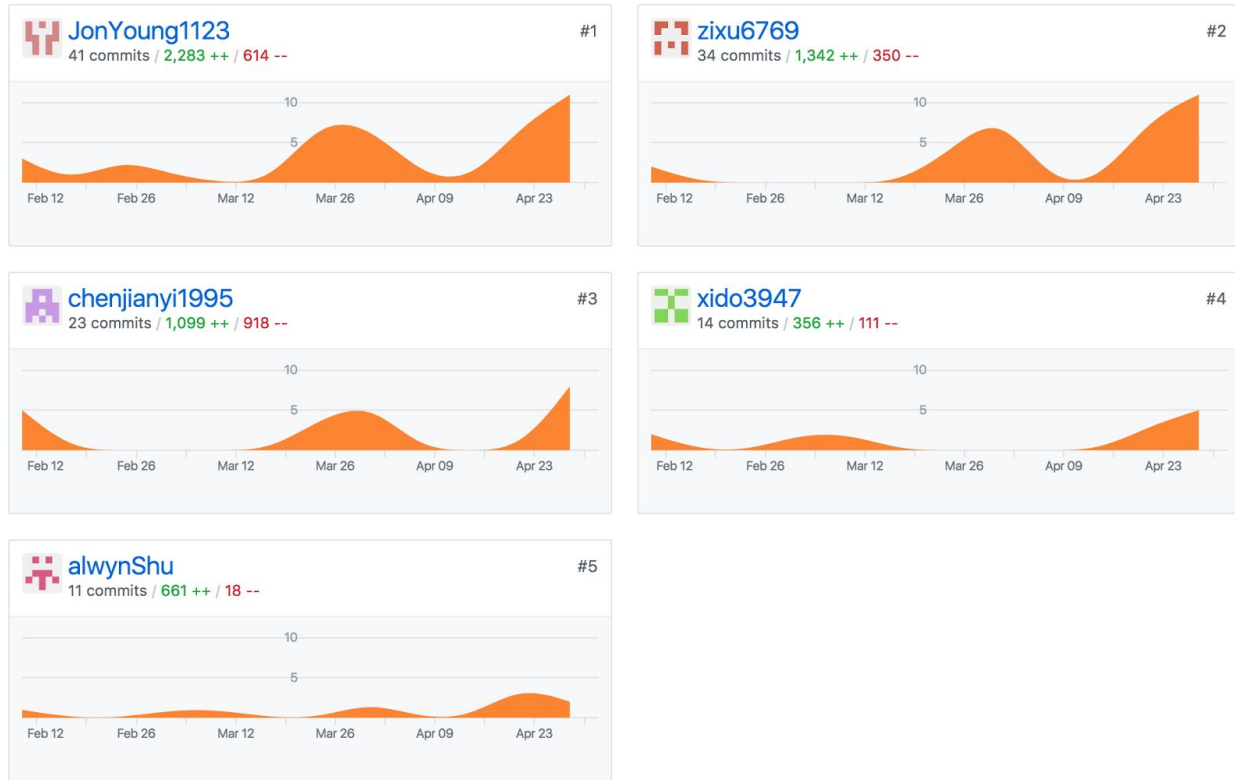 JonYoung1123 #1
41 commits / 2,283 ++ / 614 --
10
5
Feb 12 Feb 26 Mar 12 Mar 26 Apr 09 Apr 23
zixu6769 #2
34 commits / 1,342 ++ / 350 --
10
5
Feb 12 Feb 26 Mar 12 Mar 26 Apr 09 Apr 23
chenjianyi1995 #3
23 commits / 1,099 ++ / 918 --
10
5
Feb 12 Feb 26 Mar 12 Mar 26 Apr 09 Apr 23
xido3947 #4
14 commits / 356 ++ / 111 --
10
5
Feb 12 Feb 26 Mar 12 Mar 26 Apr 09 Apr 23
alwynShu #5
11 commits / 661 ++ / 18 --
10
5
Feb 12 Feb 26 Mar 12 Mar 26 Apr 09 Apr 23